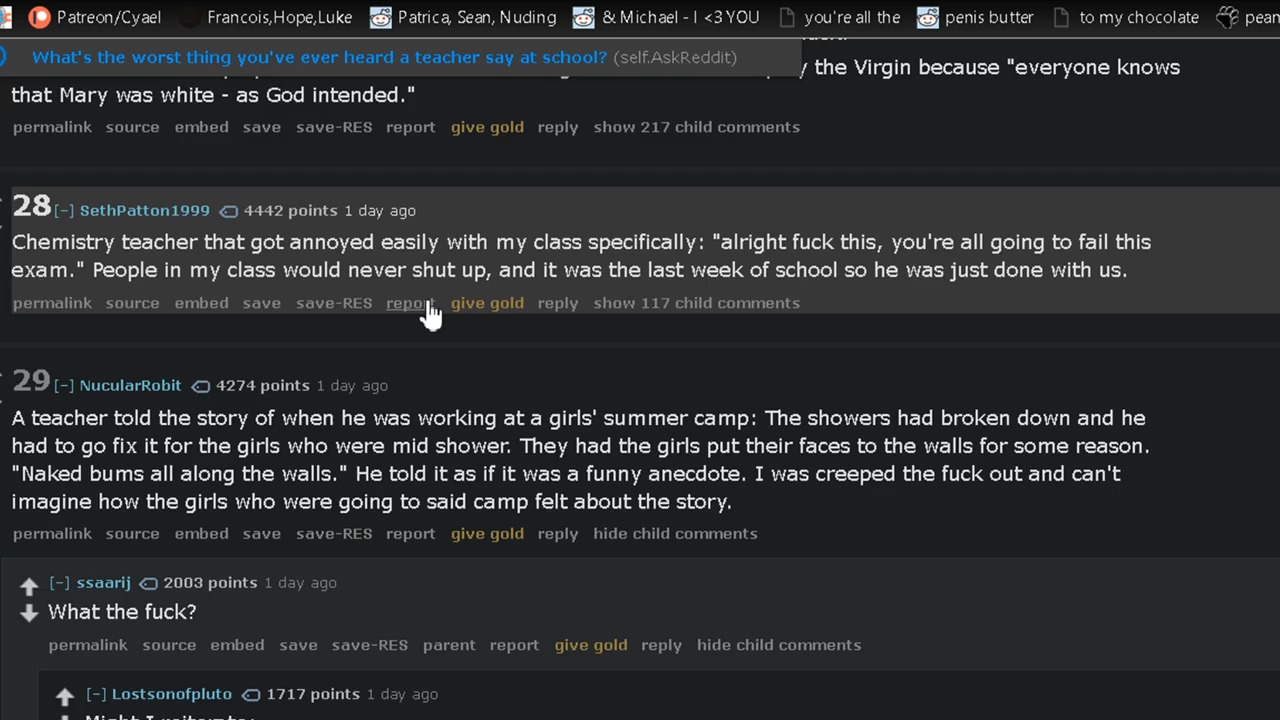 Patreon/Cyael Francois,Hope,Luke Patrica, Sean, Nuding & Michael - I <3 YOU you're all the penis butter to my chocolate
What's the worst thing you've ever heard a teacher say at school? (self.AskReddit)
the Virgin because "everyone knows
that Mary was white - as God intended."
permalink source embed save save-RES report give gold reply show 217 child comments
28 [-] SethPatton1999 4442 points 1 day ago
Chemistry teacher that got annoyed easily with my class specifically: "alright fuck this, you're all going to fail this
exam." People in my class would never shut up, and it was the last week of school so he was just done with us.
permalink source embed save save-RES report give gold reply show 117 child comments
29 [-] NucularRobit 4274 points 1 day ago
A teacher told the story of when he was working at a girls' summer camp: The showers had broken down and he
had to go fix it for the girls who were mid shower. They had the girls put their faces to the walls for some reason.
"Naked bums all along the walls." He told it as if it was a funny anecdote. I was creeped the fuck out and can't
imagine how the girls who were going to said camp felt about the story.
permalink source embed save save-RES report give gold reply hide child comments
[-] ssaarij 2003 points 1 day ago
What the fuck?
permalink source embed save save-RES parent report give gold reply hide child comments
[-] Lostsonofpluto 1717 points 1 day ago
Might I